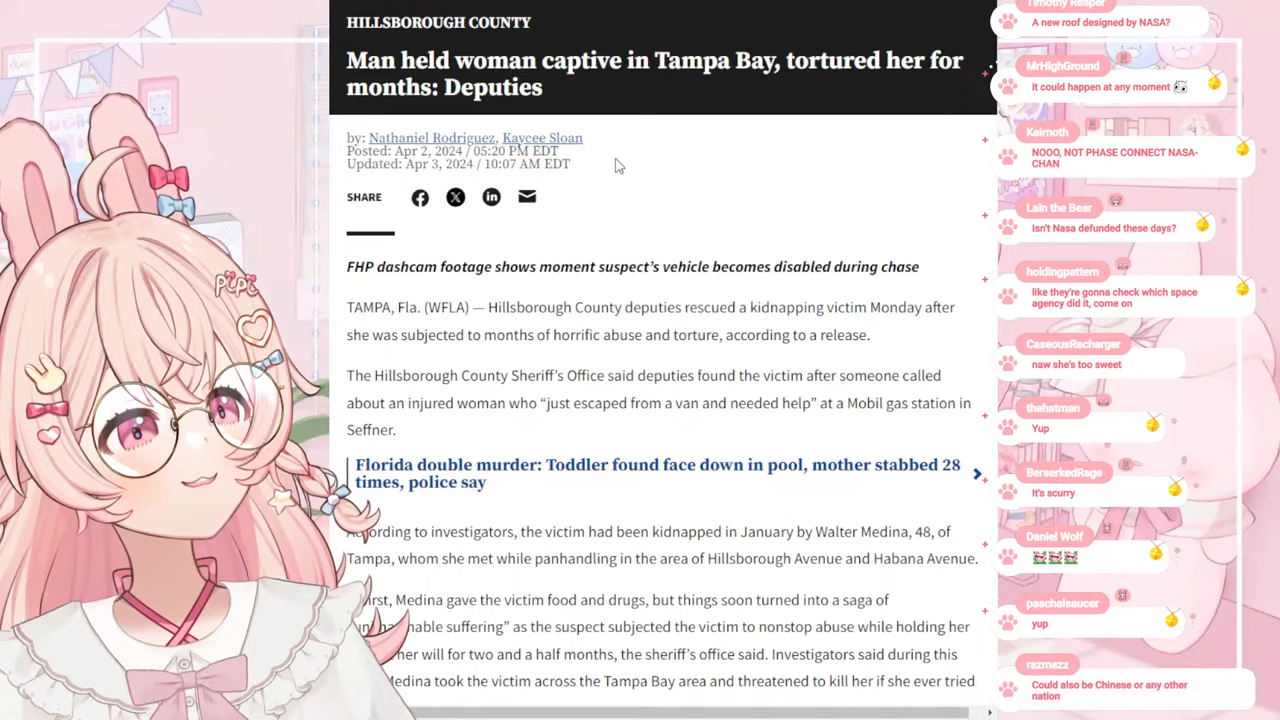 HILLSBOROUGH COUNTY
Man held woman captive in Tampa Bay, tortured her for
months: Deputies
by: Nathaniel Rodriguez, Kaycee Sloan
Posted: Apr 2, 2024 / 05:20 PM EDT
Updated: Apr 3, 2024 / 10:07 AM EDT
SHARE
FHP dashcam footage shows moment suspect's vehicle becomes disabled during chase
TAMPA, Fla. (WFLA) — Hillsborough County deputies rescued a kidnapping victim Monday after
she was subjected to months of horrific abuse and torture, according to a release.
The Hillsborough County Sheriff's Office said deputies found the victim after someone called
about an injured woman who “just escaped from a van and needed help” at a Mobil gas station in
Seffner.
Florida double murder: Toddler found face down in pool, mother stabbed 28
times, police say
to investigators, the victim had been kidnapped in January by Walter Medina, 48, of
Tampa, whom she met while panhandling in the area of Hillsborough Avenue and Habana Avenue.
Medina gave the victim food and drugs, but things soon turned into a saga of
suffering” as the suspect subjected the victim to nonstop abuse while holding her
her will for two and a half months, the sheriff's office said. Investigators said during this
Medina took the victim across the Tampa Bay area and threatened to kill her if she ever tried
pipi
Timothy Reaper
A new roof designed by NASA?
MrHighGround
it could happen at any moment
Kelmoth
NOOO, NOT PHASE CONNECT NASA-
CHAN
Lain the Bear
Isn't Nasa defunded these days?
holdingpattern
like they're gonna check which space
agency did it, come on
CaseousRecharger
naw she's too sweet
thehatman
Yup
BerserkedRage
It's scurry
Daniel Wolf
paschalsaucer
yup
razmazz
Could also be Chinese or any other
nation